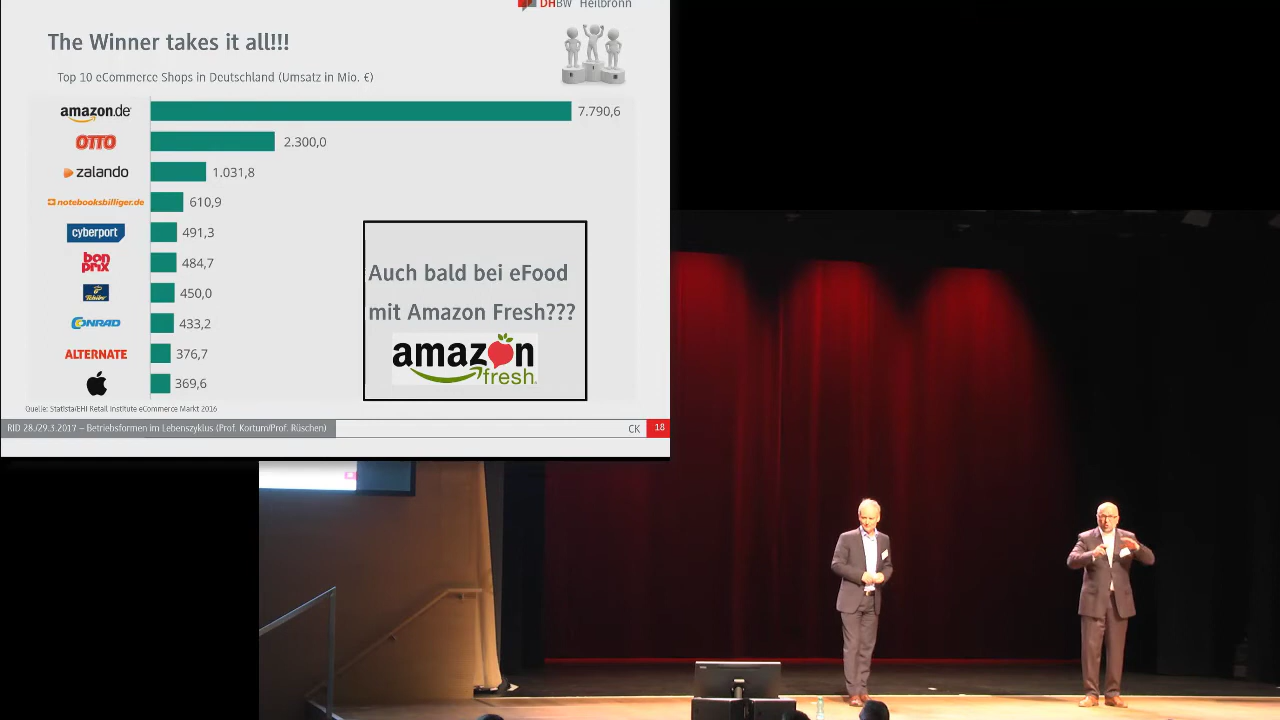 DHBW Heilbronn
The Winner takes it all!!!
Top 10 eCommerce Shops in Deutschland (Umsatz in Mio. €)
amazon.de 7.790,6
OTTO 2.300,0
zalando 1.031,8
notebooksbilliger.de 610,9
cyberport 491,3
bon prix 484,7
Tchibo 450,0
CONRAD 433,2
ALTERNATE 376,7
369,6
Auch bald bei eFood
mit Amazon Fresh???
amazon
fresh
Quelle: Statista/EHI Retail Institute eCommerce Markt 2016
RID 28./29.3.2017 – Betriebsformen im Lebenszyklus (Prof. Kortum/Prof. Rüschen) CK 18